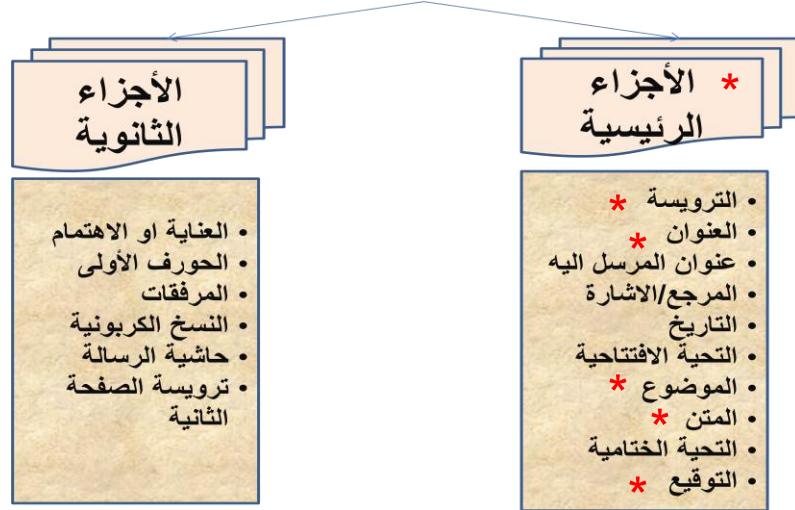 * الأجزاء
الرئيسية
• الترويسة *
• العنوان *
• عنوان المرسل اليه
• المرجع/الاشارة
• التاريخ
• التحية الافتتاحية
• الموضوع *
• المتن *
• التحية الختامية
• التوقيع *
الأجزاء
الثانوية
• العناية او الاهتمام
• الحورف الأولى
• المرفقات
• النسخ الكربونية
• حاشية الرسالة
• ترويسة الصفحة
الثانية